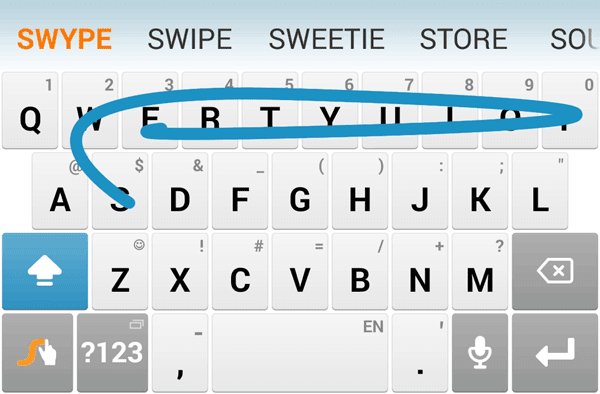 SWYPE SWIPE SWEETIE STORE SOU
1 2 3 4 5 6 7 8 9 0
Q W E R T Y U I O P
@ $ & _ ( ) : ; "
A S D F G H J K L
! # = / + ?
Z X C V B N M
- EN '
?123 , .